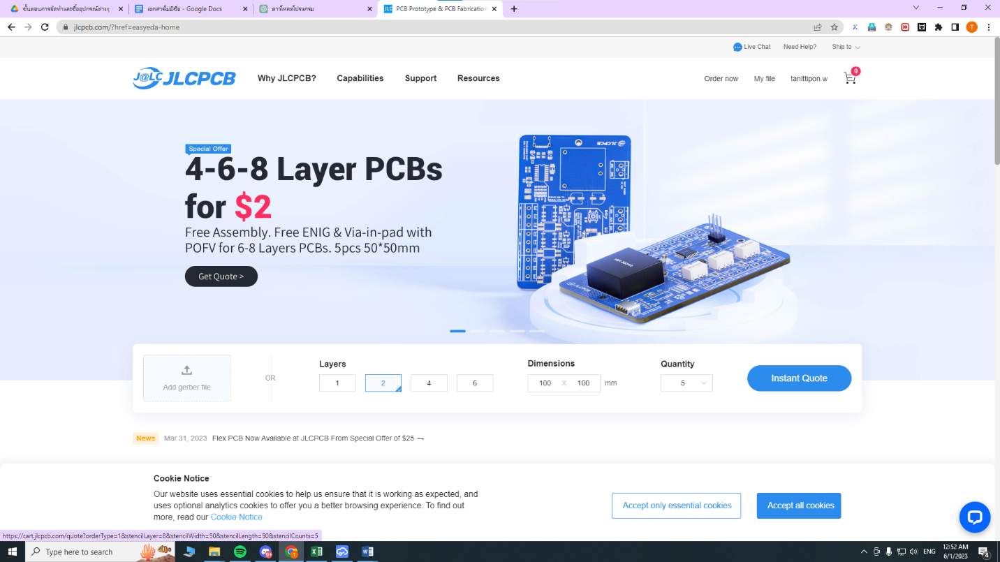 ขั้นตอนการจัดทำและซื้ออุปกรณ์ต่างๆ -
เอกสารไม่มีชื่อ - Google Docs
ดาวโหลดโปรแกรม
PCB Prototype & PCB Fabrication
jlcpcb.com/?href=easyeda-home
T
Live Chat
Need Help?
Ship to
J@LC JLCPCB
Why JLCPCB?
Capabilities
Support
Resources
Order now
My file
tanittipon.w
0
Special Offer
4-6-8 Layer PCBs
for $2
Free Assembly. Free ENIG & Via-in-pad with
POFV for 6-8 Layers PCBs. 5pcs 50*50mm
Get Quote >
JLCPCB
JLCPCB
Add gerber file
OR
Layers
1
2
4
6
Dimensions
100 X 100 mm
Quantity
5
Instant Quote
News Mar 31, 2023 Flex PCB Now Available at JLCPCB From Special Offer of $25 →
Cookie Notice
Our website uses essential cookies to help us ensure that it is working as expected, and
uses optional analytics cookies to offer you a better browsing experience. To find out
more, read our Cookie Notice
Accept only essential cookies
Accept all cookies
https://cart.jlcpcb.com/quote?orderType=1&stencilLayer=8&stencilWidth=50&stencilLength=50&stencilCounts=5
Type here to search
9+
ENG
12:52 AM
6/1/2023
4